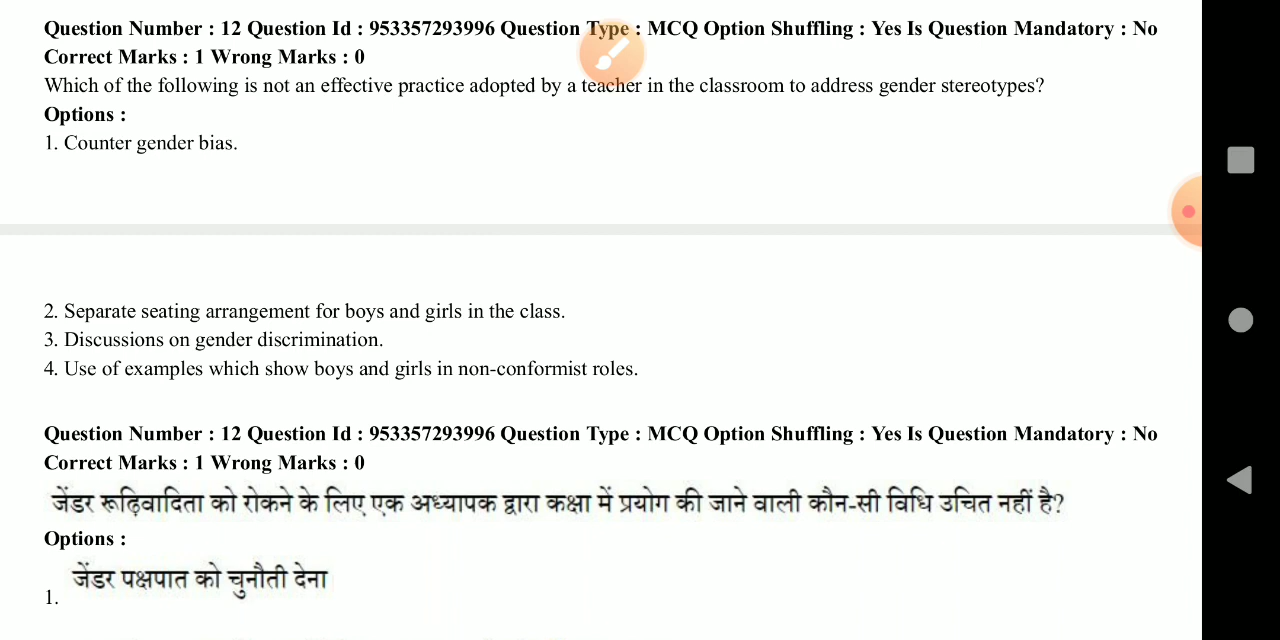 Question Number : 12 Question Id : 953357293996 Question Type : MCQ Option Shuffling : Yes Is Question Mandatory : No
Correct Marks : 1 Wrong Marks : 0
Which of the following is not an effective practice adopted by a teacher in the classroom to address gender stereotypes?
Options :
1. Counter gender bias.
2. Separate seating arrangement for boys and girls in the class.
3. Discussions on gender discrimination.
4. Use of examples which show boys and girls in non-conformist roles.
Question Number : 12 Question Id : 953357293996 Question Type : MCQ Option Shuffling : Yes Is Question Mandatory : No
Correct Marks : 1 Wrong Marks : 0
जेंडर रूढ़िवादिता को रोकने के लिए एक अध्यापक द्वारा कक्षा में प्रयोग की जाने वाली कौन-सी विधि उचित नहीं है?
Options :
जेंडर पक्षपात को चुनौती देना
1.